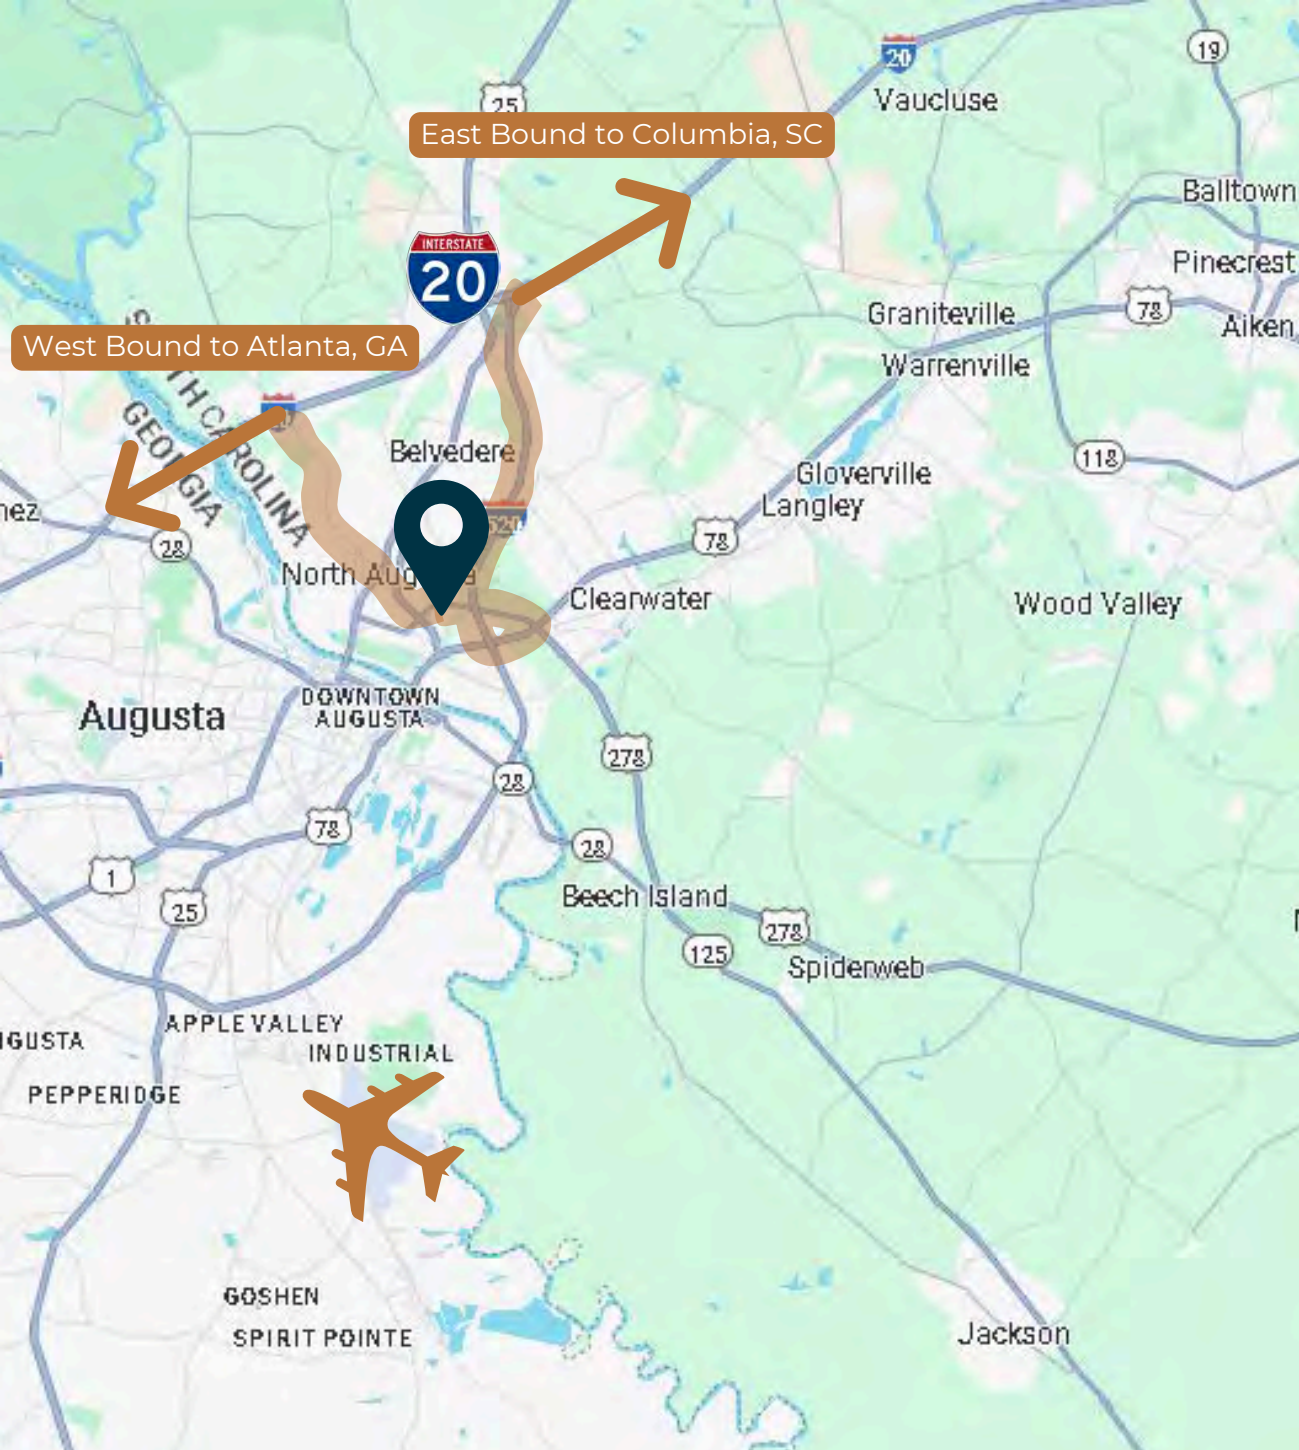 20
19
Vaucluse
25
East Bound to Columbia, SC
Balltown
INTERSTATE
20
Pinecrest
78
Graniteville
Aiken
SOUTH CAROLINA
West Bound to Atlanta, GA
Warrenville
GEORGIA
Belvedere
118
Gloverville
Langley
nez
520
78
28
North Augusta
Clearwater
Wood Valley
DOWNTOWN
AUGUSTA
Augusta
278
28
78
28
1
25
Beech Island
278
125
Spiderweb
APPLE VALLEY
IGUSTA
INDUSTRIAL
PEPPERIDGE
GOSHEN
SPIRIT POINTE
Jackson